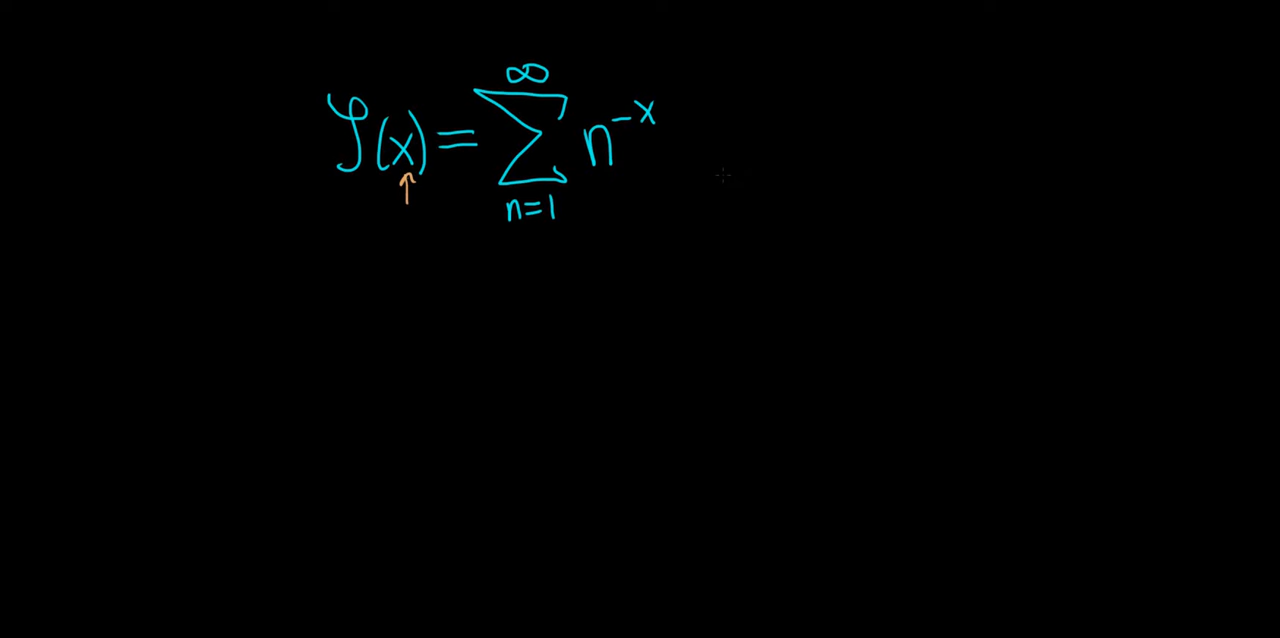 ζ(x) = ∑_{n=1}^{∞} n^{-x}
↑